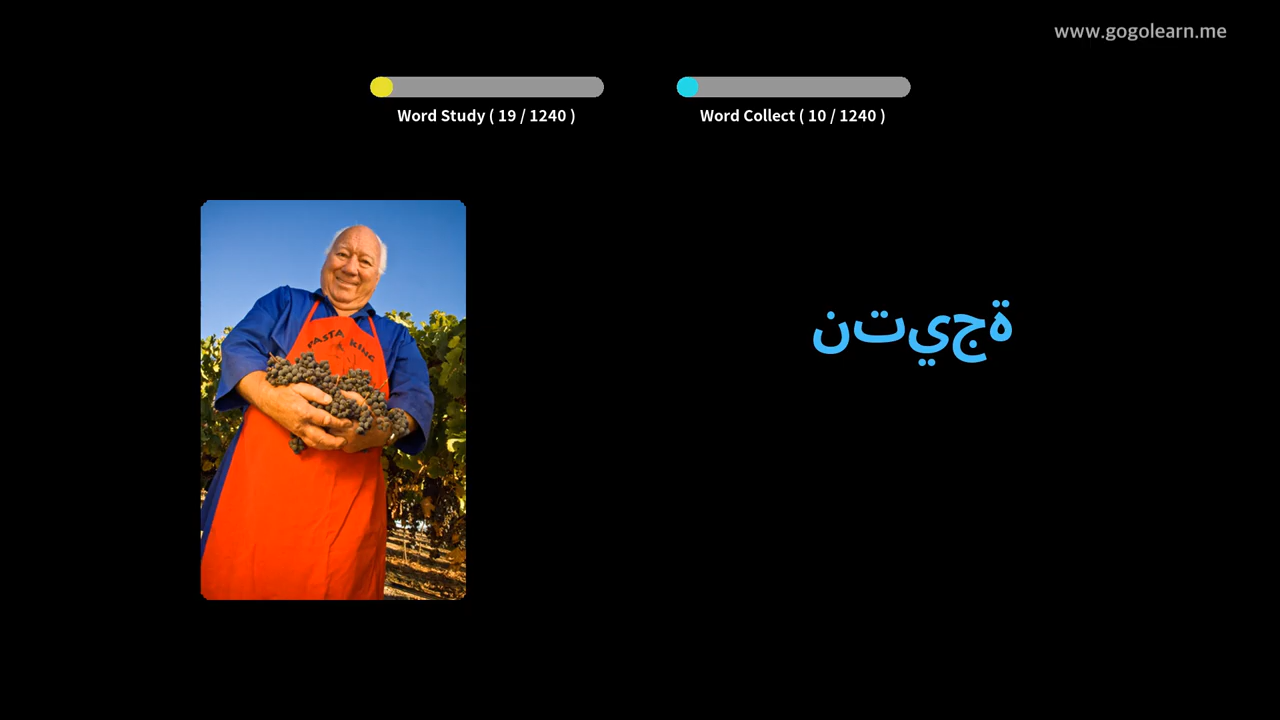 www.gogolearn.me
Word Study ( 19 / 1240 )
Word Collect ( 10 / 1240 )
PASTA KING
نتيجة